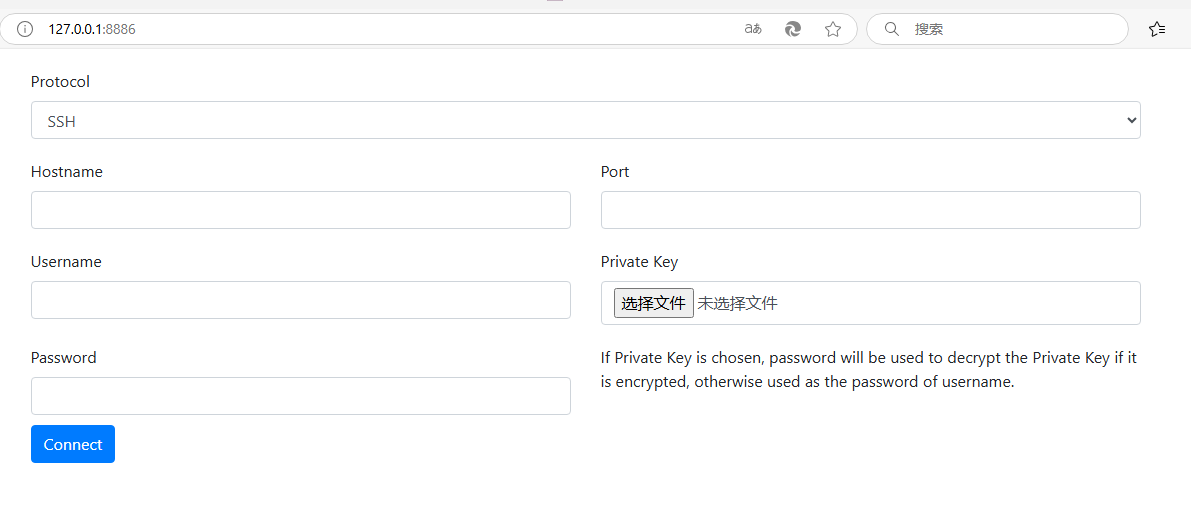 127.0.0.1:8886
aあ
搜索
Protocol
SSH
Hostname
Port
Username
Private Key
选择文件 未选择文件
Password
If Private Key is chosen, password will be used to decrypt the Private Key if it
is encrypted, otherwise used as the password of username.
Connect